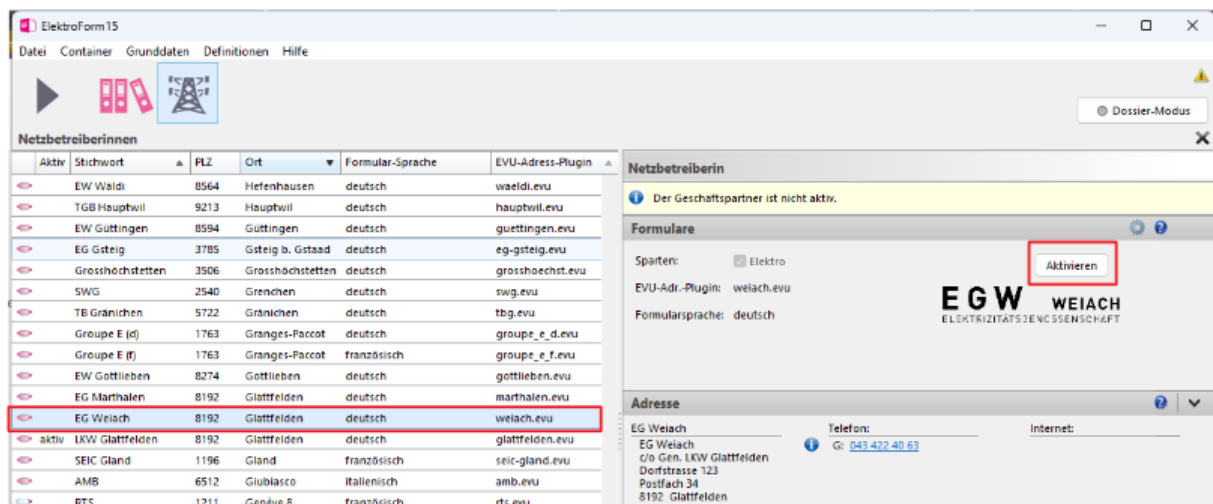 ElektroForm15
Datei Container Grunddaten Definitionen Hilfe
Dossier-Modus
Netzbetreiberinnen
Aktiv Stichwort PLZ Ort Formular-Sprache EVU-Adress-Plugin
EW Wäldi 8564 Hefenhausen deutsch waeldi.evu
TGB Hauptwil 9213 Hauptwil deutsch hauptwil.evu
EW Güttingen 8594 Güttingen deutsch guettingen.evu
EG Gsteig 3785 Gsteig b. Gstaad deutsch eg-gsteig.evu
Grosshöchstetten 3506 Grosshöchstetten deutsch grosshoechst.evu
SWG 2540 Grenchen deutsch swg.evu
TB Gränichen 5722 Gränichen deutsch tbg.evu
Groupe E (d) 1763 Granges-Paccot deutsch groupe_e_d.evu
Groupe E (f) 1763 Granges-Paccot französisch groupe_e_f.evu
EW Gottlieben 8274 Gottlieben deutsch gottlieben.evu
EG Marthalen 8192 Glattfelden deutsch marthalen.evu
EG Weiach 8192 Glattfelden deutsch weiach.evu
aktiv LKW Glattfelden 8192 Glattfelden deutsch glattfelden.evu
SEIC Gland 1196 Gland französisch seic-gland.evu
AMB 6512 Giubiasco italienisch amb.evu
RTS 1211 Genève 8 französisch rts.evu
Netzbetreiberin
Der Geschäftspartner ist nicht aktiv.
Formulare
Sparten: Elektro
Aktivieren
EVU-Adr.-Plugin: weiach.evu
Formularsprache: deutsch
EGW WEIACH
ELEKTRIZITÄTSGENOSSENSCHAFT
Adresse
EG Weiach Telefon: Internet:
EG Weiach G: 043 422 40 63
c/o Gen. LKW Glattfelden
Dorfstrasse 123
Postfach 34
8192 Glattfelden